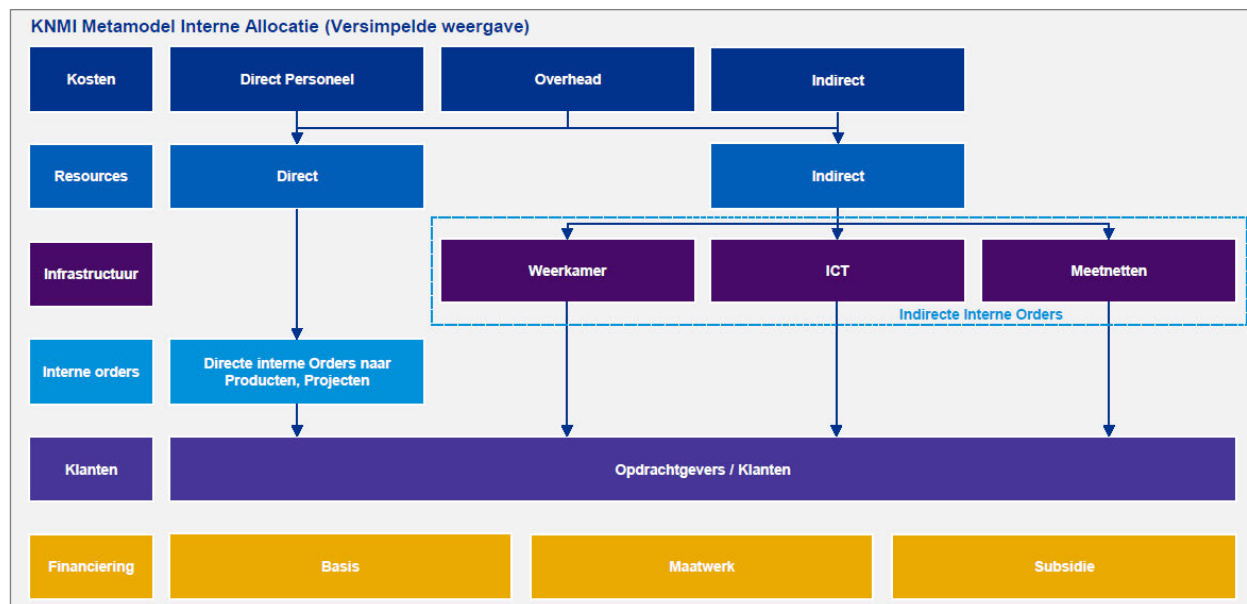 KNMI Metamodel Interne Allocatie (Versimpelde weergave)
Kosten
Direct Personeel
Overhead
Indirect
Resources
Direct
Indirect
Infrastructuur
Weerkamer
ICT
Meetnetten
Indirecte Interne Orders
Interne orders
Directe interne Orders naar
Producten, Projecten
Klanten
Opdrachtgevers / Klanten
Financiering
Basis
Maatwerk
Subsidie